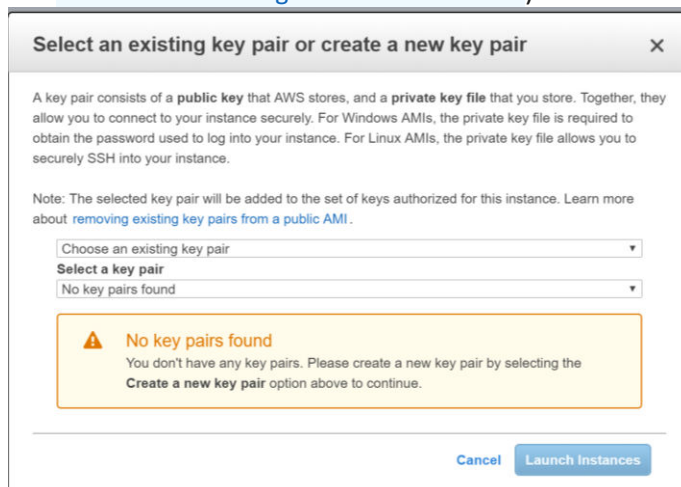 Select an existing key pair or create a new key pair
×
A key pair consists of a public key that AWS stores, and a private key file that you store. Together, they
allow you to connect to your instance securely. For Windows AMIs, the private key file is required to
obtain the password used to log into your instance. For Linux AMIs, the private key file allows you to
securely SSH into your instance.
Note: The selected key pair will be added to the set of keys authorized for this instance. Learn more
about removing existing key pairs from a public AMI.
Choose an existing key pair
Select a key pair
No key pairs found
No key pairs found
You don't have any key pairs. Please create a new key pair by selecting the
Create a new key pair option above to continue.
Cancel Launch Instances